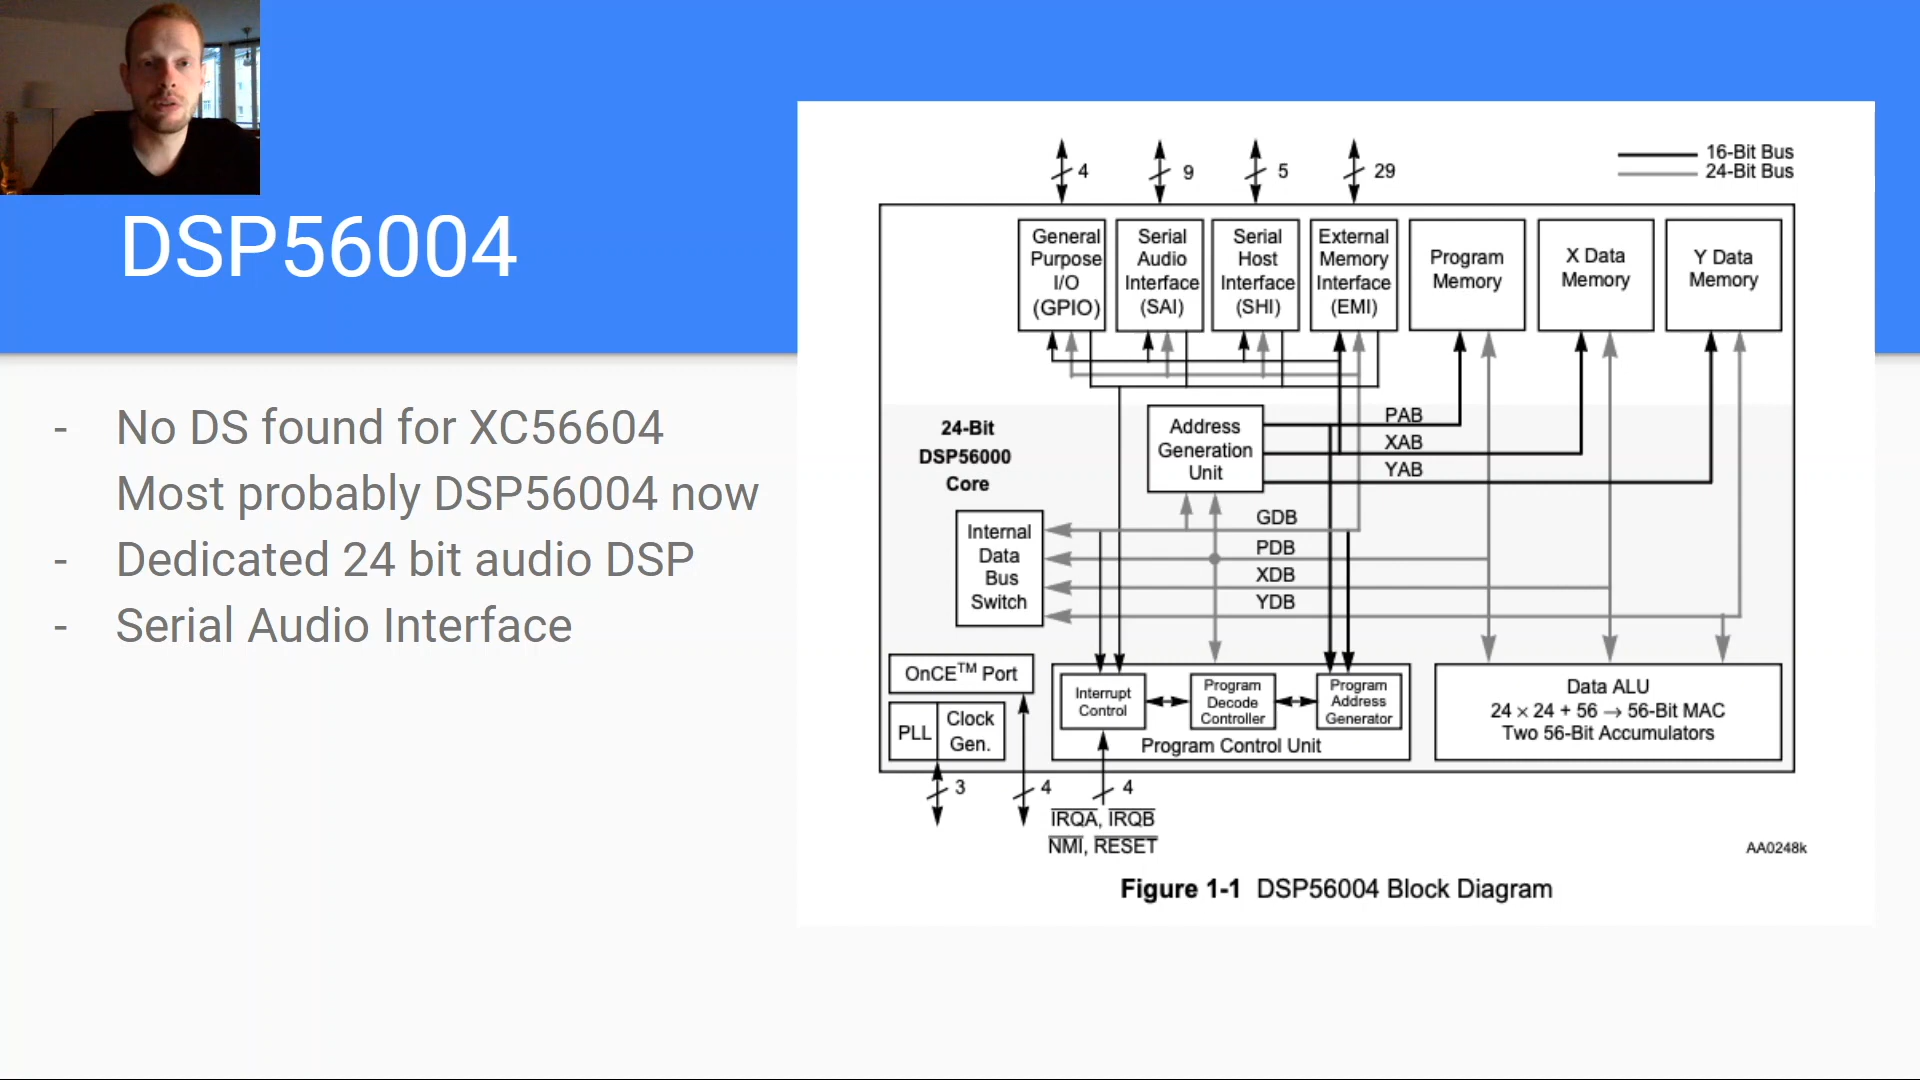 DSP56004
- No DS found for XC56604
Most probably DSP56004 now
- Dedicated 24 bit audio DSP
- Serial Audio Interface
4
9
5
29
16-Bit Bus
24-Bit Bus
General
Purpose
I/O
(GPIO)
Serial
Audio
Interface
(SAI)
Serial
Host
Interface
(SHI)
External
Memory
Interface
(EMI)
Program
Memory
X Data
Memory
Y Data
Memory
24-Bit
DSP56000
Core
Address
Generation
Unit
PAB
XAB
YAB
Internal
Data
Bus
Switch
GDB
PDB
XDB
YDB
OnCE™ Port
PLL
Clock
Gen.
Interrupt
Control
Program
Decode
Controller
Program
Address
Generator
Program Control Unit
Data ALU
24 × 24 + 56 → 56-Bit MAC
Two 56-Bit Accumulators
3
4
4
IRQA, IRQB
NMI, RESET
AA0248k
Figure 1-1 DSP56004 Block Diagram